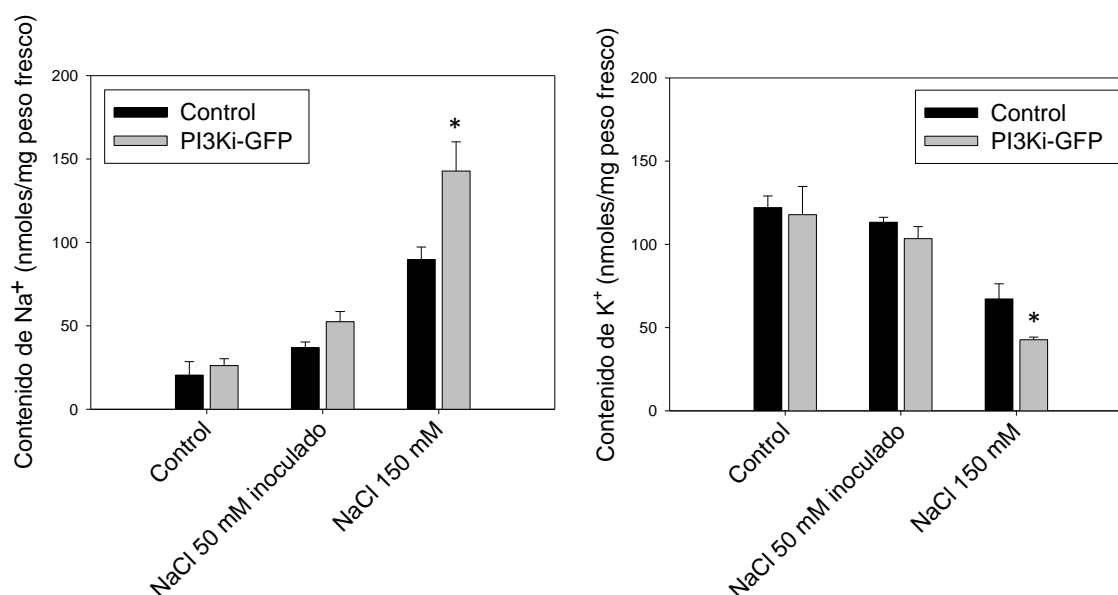 Contenido de Na+ (nmoles/mg peso fresco)
200
150
100
50
0
Control
PI3Ki-GFP
*
Control
NaCl 50 mM inoculado
NaCl 150 mM
Contenido de K+ (nmoles/mg peso fresco)
200
150
100
50
0
Control
PI3Ki-GFP
*
Control
NaCl 50 mM inoculado
NaCl 150 mM